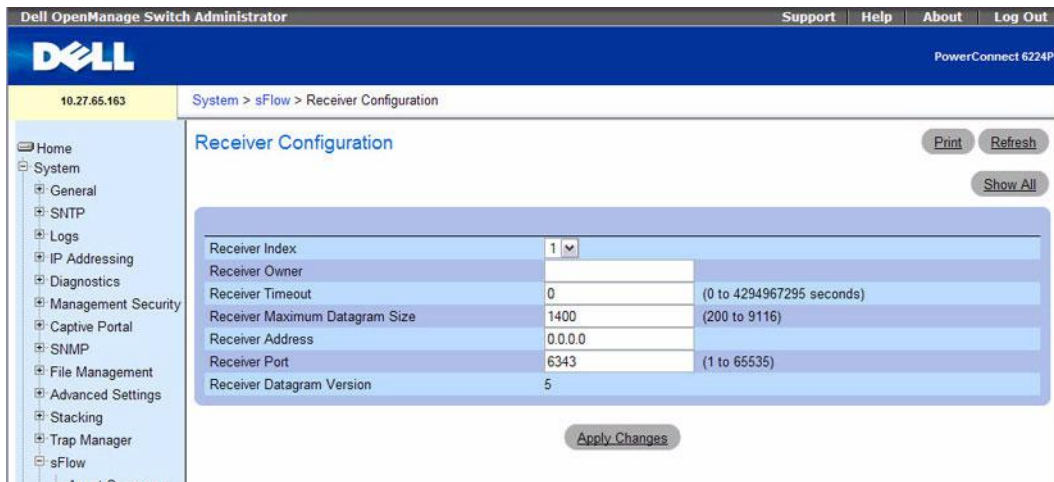 Dell OpenManage Switch Administrator Support Help About Log Out
DELL
PowerConnect 6224P
10.27.65.163
System > sFlow > Receiver Configuration
Home
System
General
SNTP
Logs
IP Addressing
Diagnostics
Management Security
Captive Portal
SNMP
File Management
Advanced Settings
Stacking
Trap Manager
sFlow
Receiver Configuration
Print Refresh
Show All
Receiver Index 1
Receiver Owner
Receiver Timeout 0 (0 to 4294967295 seconds)
Receiver Maximum Datagram Size 1400 (200 to 9116)
Receiver Address 0.0.0.0
Receiver Port 6343 (1 to 65535)
Receiver Datagram Version 5
Apply Changes